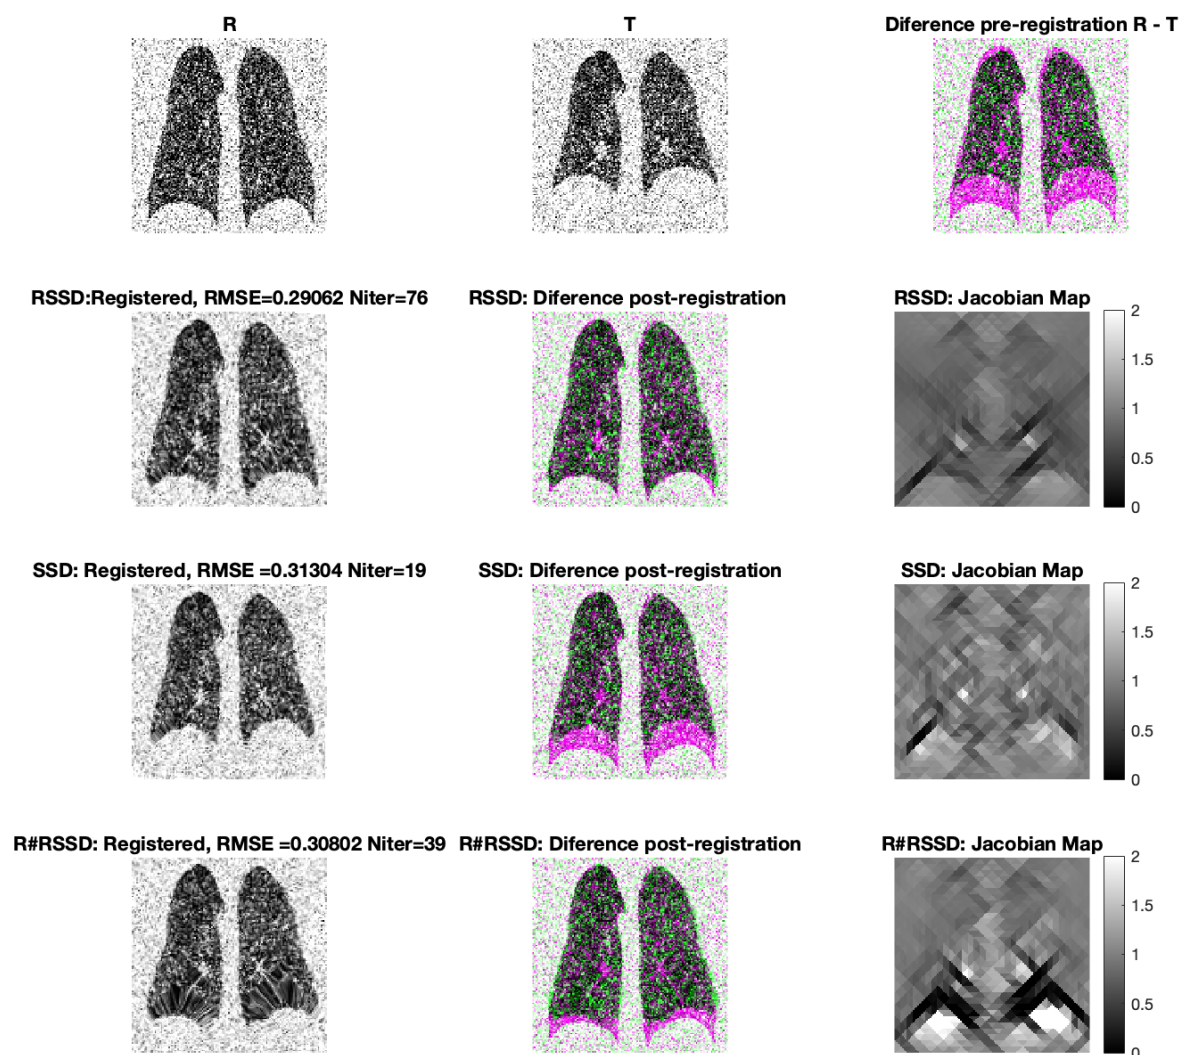 R
T
Diference pre-registration R - T
RSSD:Registered, RMSE=0.29062 Niter=76
RSSD: Diference post-registration
RSSD: Jacobian Map
2
1.5
1
0.5
0
SSD: Registered, RMSE =0.31304 Niter=19
SSD: Diference post-registration
SSD: Jacobian Map
2
1.5
1
0.5
0
R#RSSD: Registered, RMSE =0.30802 Niter=39
R#RSSD: Diference post-registration
R#RSSD: Jacobian Map
2
1.5
1
0.5
0